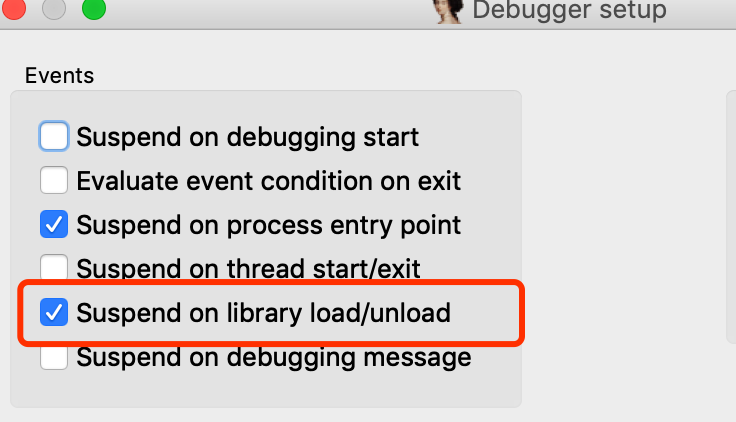 Debugger setup
Events
Suspend on debugging start
Evaluate event condition on exit
Suspend on process entry point
Suspend on thread start/exit
Suspend on library load/unload
Suspend on debugging message